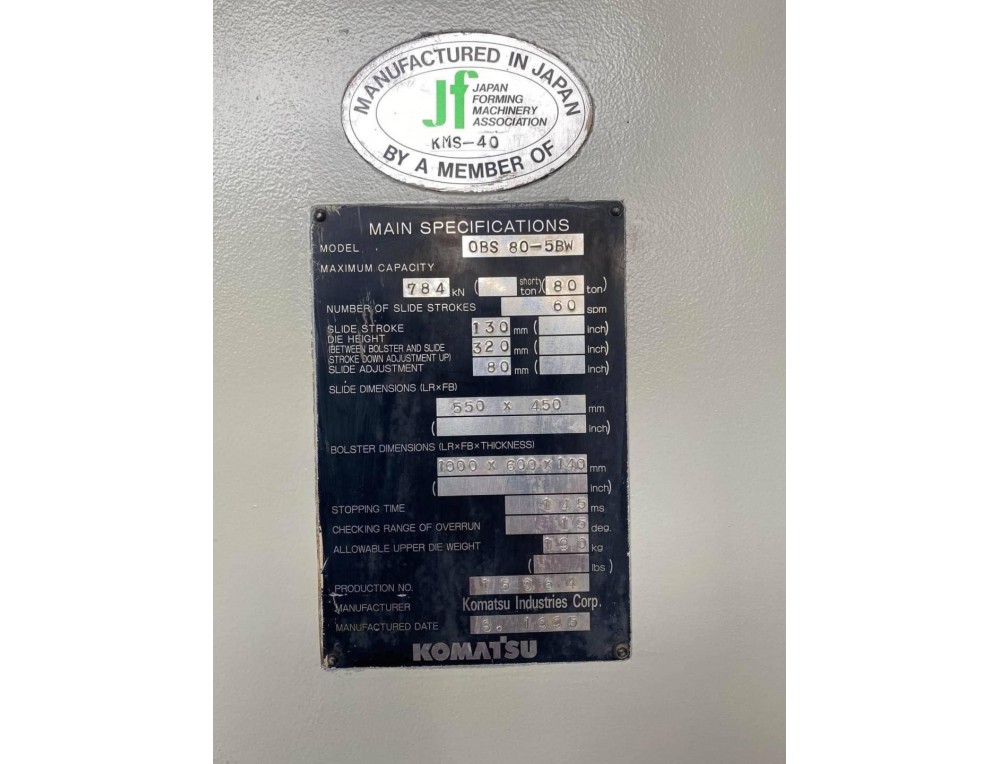 MANUFACTURED IN JAPAN
Jf JAPAN
FORMING
MACHINERY
ASSOCIATION
KMS-40
BY A MEMBER OF
MAIN SPECIFICATIONS
MODEL OBS 80-5BW
MAXIMUM CAPACITY
784 kN ( short ton)( 80 ton)
NUMBER OF SLIDE STROKES 60 spm
SLIDE STROKE 130 mm ( inch)
DIE HEIGHT
(BETWEEN BOLSTER AND SLIDE 320 mm ( inch)
STROKE DOWN ADJUSTMENT UP)
SLIDE ADJUSTMENT 80 mm ( inch)
SLIDE DIMENSIONS (LR×FB)
550 X 450 mm
( inch)
BOLSTER DIMENSIONS (LR×FB×THICKNESS)
1000 X 600 X 140 mm
( inch)
STOPPING TIME ms
CHECKING RANGE OF OVERRUN 15 deg.
ALLOWABLE UPPER DIE WEIGHT kg
( lbs)
PRODUCTION NO.
MANUFACTURER Komatsu Industries Corp.
MANUFACTURED DATE 1995
KOMATSU